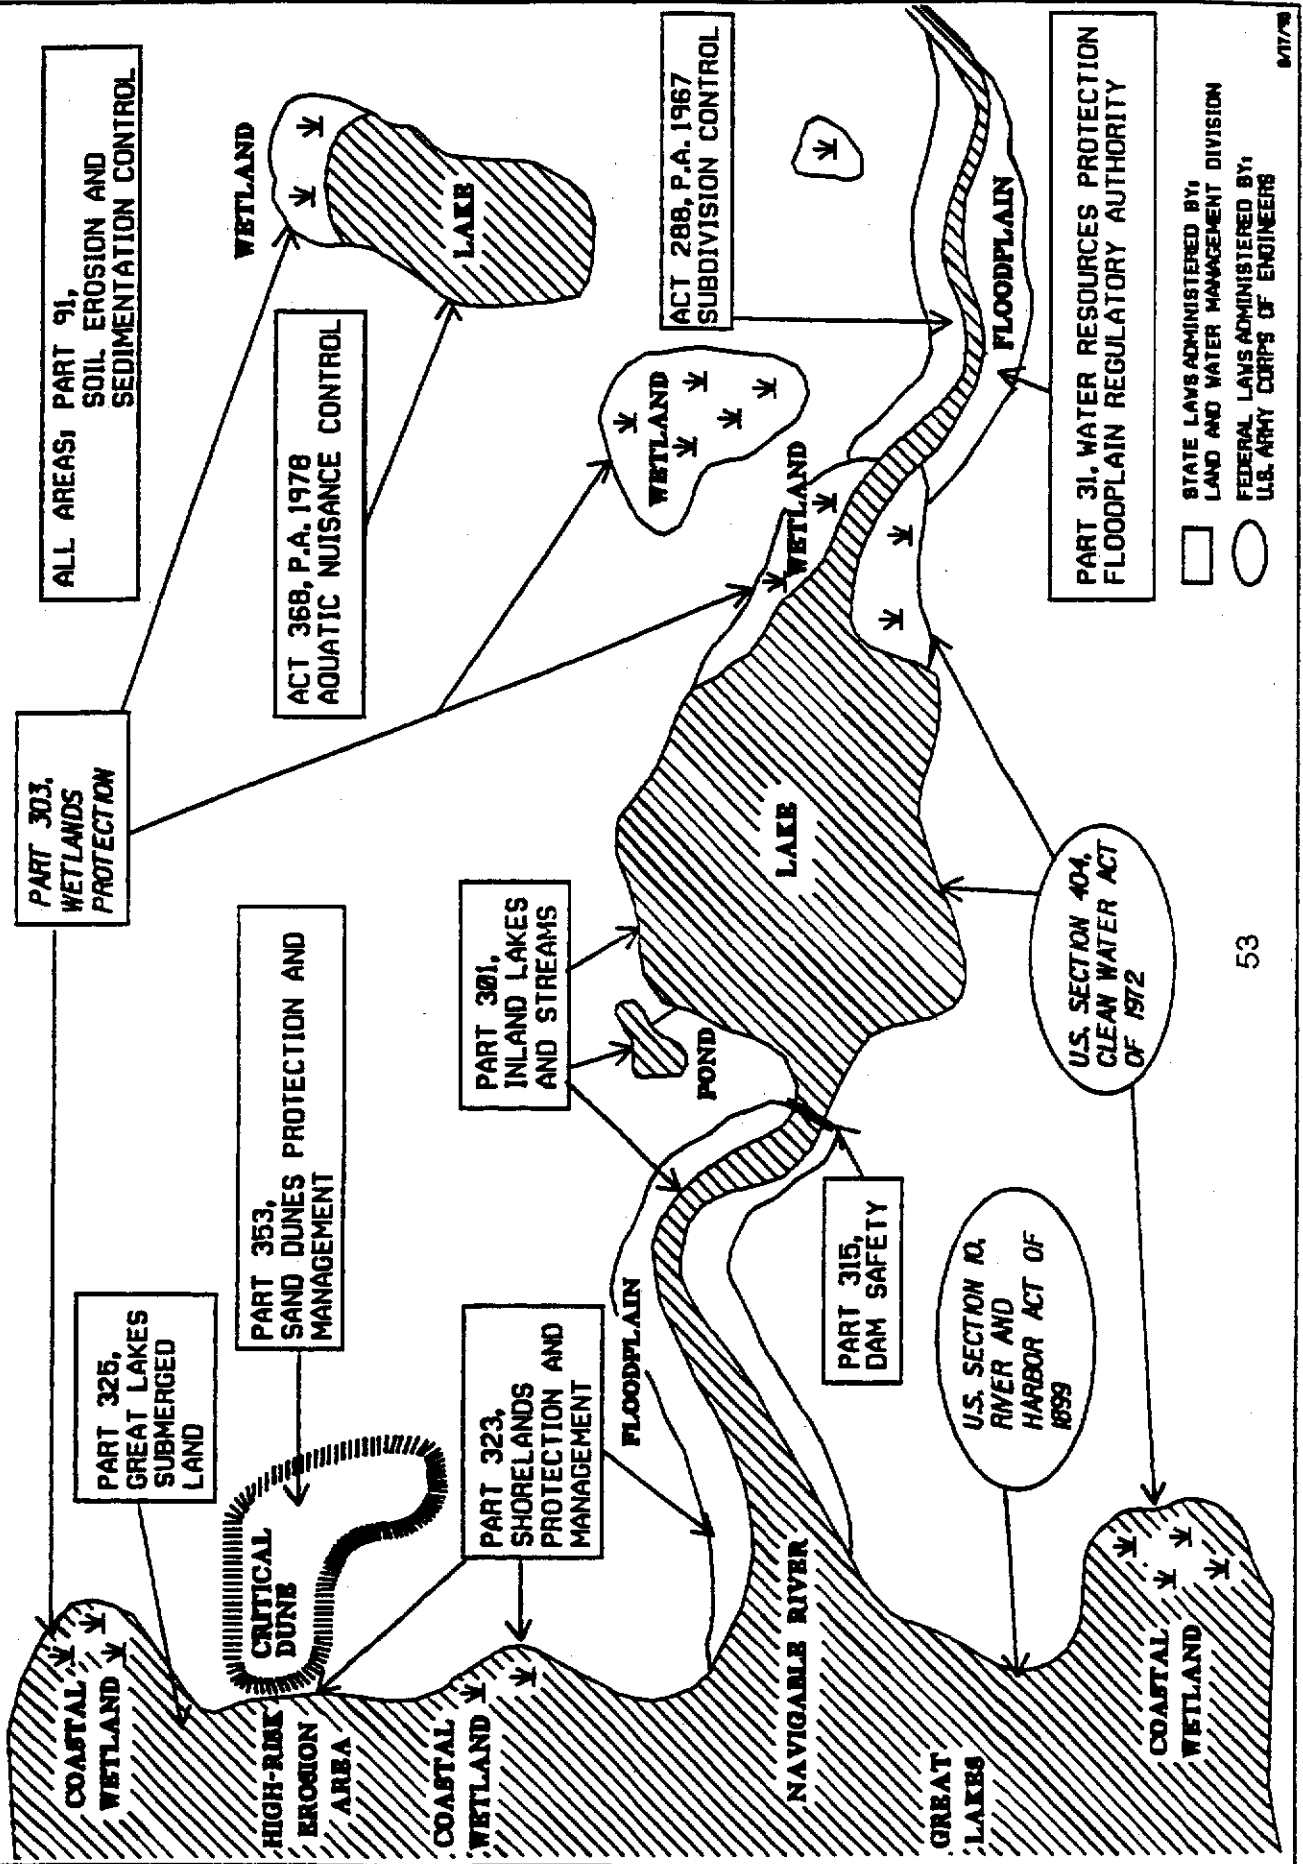 ALL AREAS; PART 91,
SOIL EROSION AND
SEDIMENTATION CONTROL
PART 303,
WETLANDS
PROTECTION
PART 325,
GREAT LAKES
SUBMERGED
LAND
PART 353,
SAND DUNES PROTECTION AND
MANAGEMENT
ACT 368, P.A. 1978
AQUATIC NUISANCE CONTROL
WETLAND
LAKE
COASTAL
WETLAND
CRITICAL
DUNE
HIGH-RISK
EROSION
AREA
PART 323,
SHORELANDS
PROTECTION AND
MANAGEMENT
PART 301,
INLAND LAKES
AND STREAMS
WETLAND
ACT 288, P.A. 1967
SUBDIVISION CONTROL
COASTAL
WETLAND
FLOODPLAIN
POND
LAKE
WETLAND
NAVIGABLE RIVER
PART 315,
DAM SAFETY
FLOODPLAIN
GREAT
LAKES
U.S. SECTION 10,
RIVER AND
HARBOR ACT OF
1899
U.S. SECTION 404,
CLEAN WATER ACT
OF 1972
PART 31, WATER RESOURCES PROTECTION
FLOODPLAIN REGULATORY AUTHORITY
COASTAL
WETLAND
STATE LAWS ADMINISTERED BY:
LAND AND WATER MANAGEMENT DIVISION
FEDERAL LAWS ADMINISTERED BY:
U.S. ARMY CORPS OF ENGINEERS
53